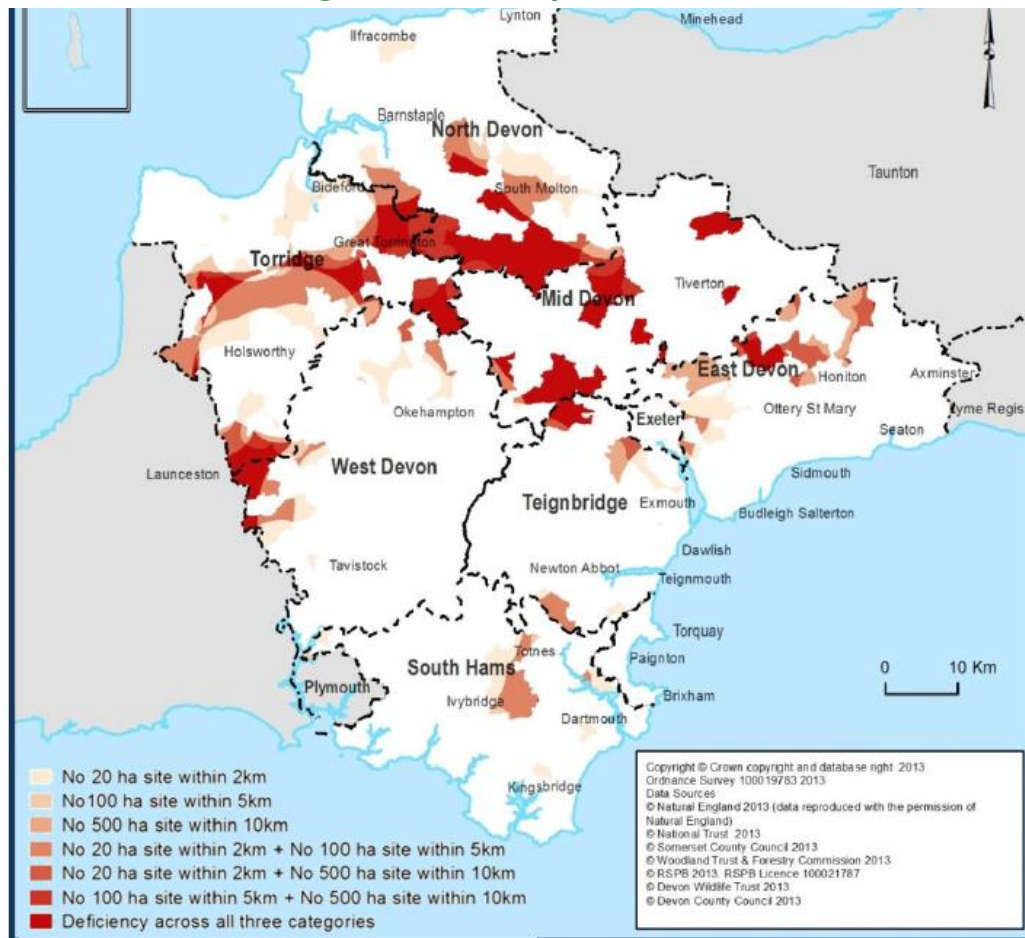 Lynton
Minehead
Ilfracombe
Barnstaple
North Devon
Taunton
Bideford
South Molton
Great Torrington
Torridge
Tiverton
Mid Devon
Holsworthy
East Devon
Honiton
Axminster
Okehampton
Exeter
Ottery St Mary
Lyme Regis
Seaton
West Devon
Launceston
Sidmouth
Teignbridge
Exmouth
Budleigh Salterton
Dawlish
Tavistock
Newton Abbot
Teignmouth
Torquay
Totnes
Paignton
South Hams
0 10 Km
Plymouth
Ivybridge
Brixham
Dartmouth
Kingsbridge
No 20 ha site within 2km
No100 ha site within 5km
No 500 ha site within 10km
No 20 ha site within 2km + No 100 ha site within 5km
No 20 ha site within 2km + No 500 ha site within 10km
No 100 ha site within 5km + No 500 ha site within 10km
Deficiency across all three categories
Copyright © Crown copyright and database right 2013
Ordnance Survey 100019783 2013
Data Sources
© Natural England 2013 (data reproduced with the permission of
Natural England)
© National Trust 2013
© Somerset County Council 2013
© Woodland Trust & Forestry Commission 2013
© RSPB 2013. RSPB Licence 100021787
© Devon Wildlife Trust 2013
© Devon County Council 2013